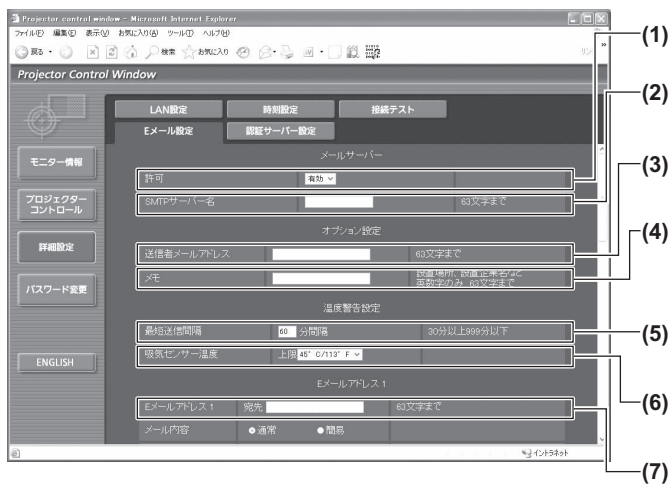 Projector control window - Microsoft Internet Explorer
ファイル(F) 編集(E) 表示(V) お気に入り(A) ツール(T) ヘルプ(H)
戻る 検索 お気に入り
Projector Control Window
LAN設定 時刻設定 接続テスト
Eメール設定 認証サーバー設定
モニター情報
プロジェクター
コントロール
詳細設定
パスワード変更
ENGLISH
メールサーバー
許可 有効
SMTPサーバー名 63文字まで
オプション設定
送信者メールアドレス 63文字まで
メモ 設置場所、設置企業名など
英数字のみ 63文字まで
温度警告設定
最短送信間隔 60 分間隔 30分以上999分以下
吸気センサー温度 上限 45°C/113°F
Eメールアドレス 1
Eメールアドレス 1 宛先 63文字まで
メール内容 通常 簡易
イントラネット
(1)
(2)
(3)
(4)
(5)
(6)
(7)